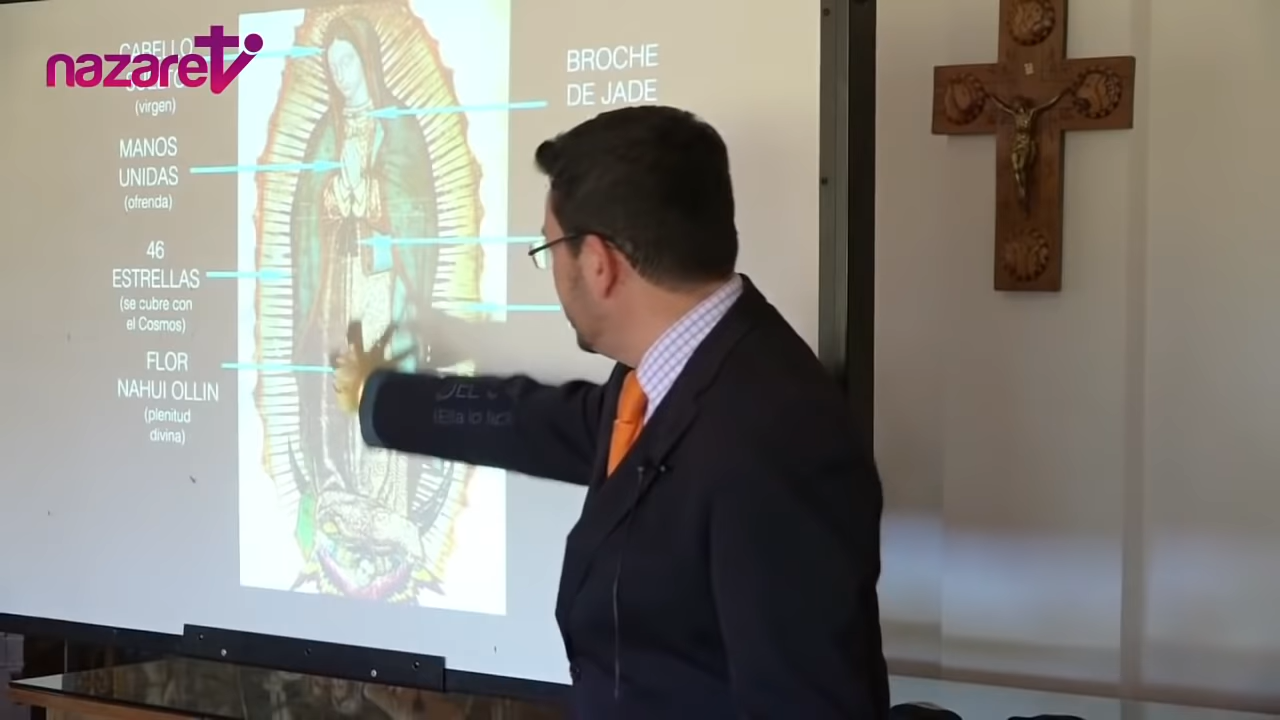 nazaretv
CABELLO
(virgen)
MANOS
UNIDAS
(ofrenda)
46
ESTRELLAS
(se cubre con
el Cosmos)
FLOR
NAHUI OLLIN
(plenitud
divina)
BROCHE
DE JADE